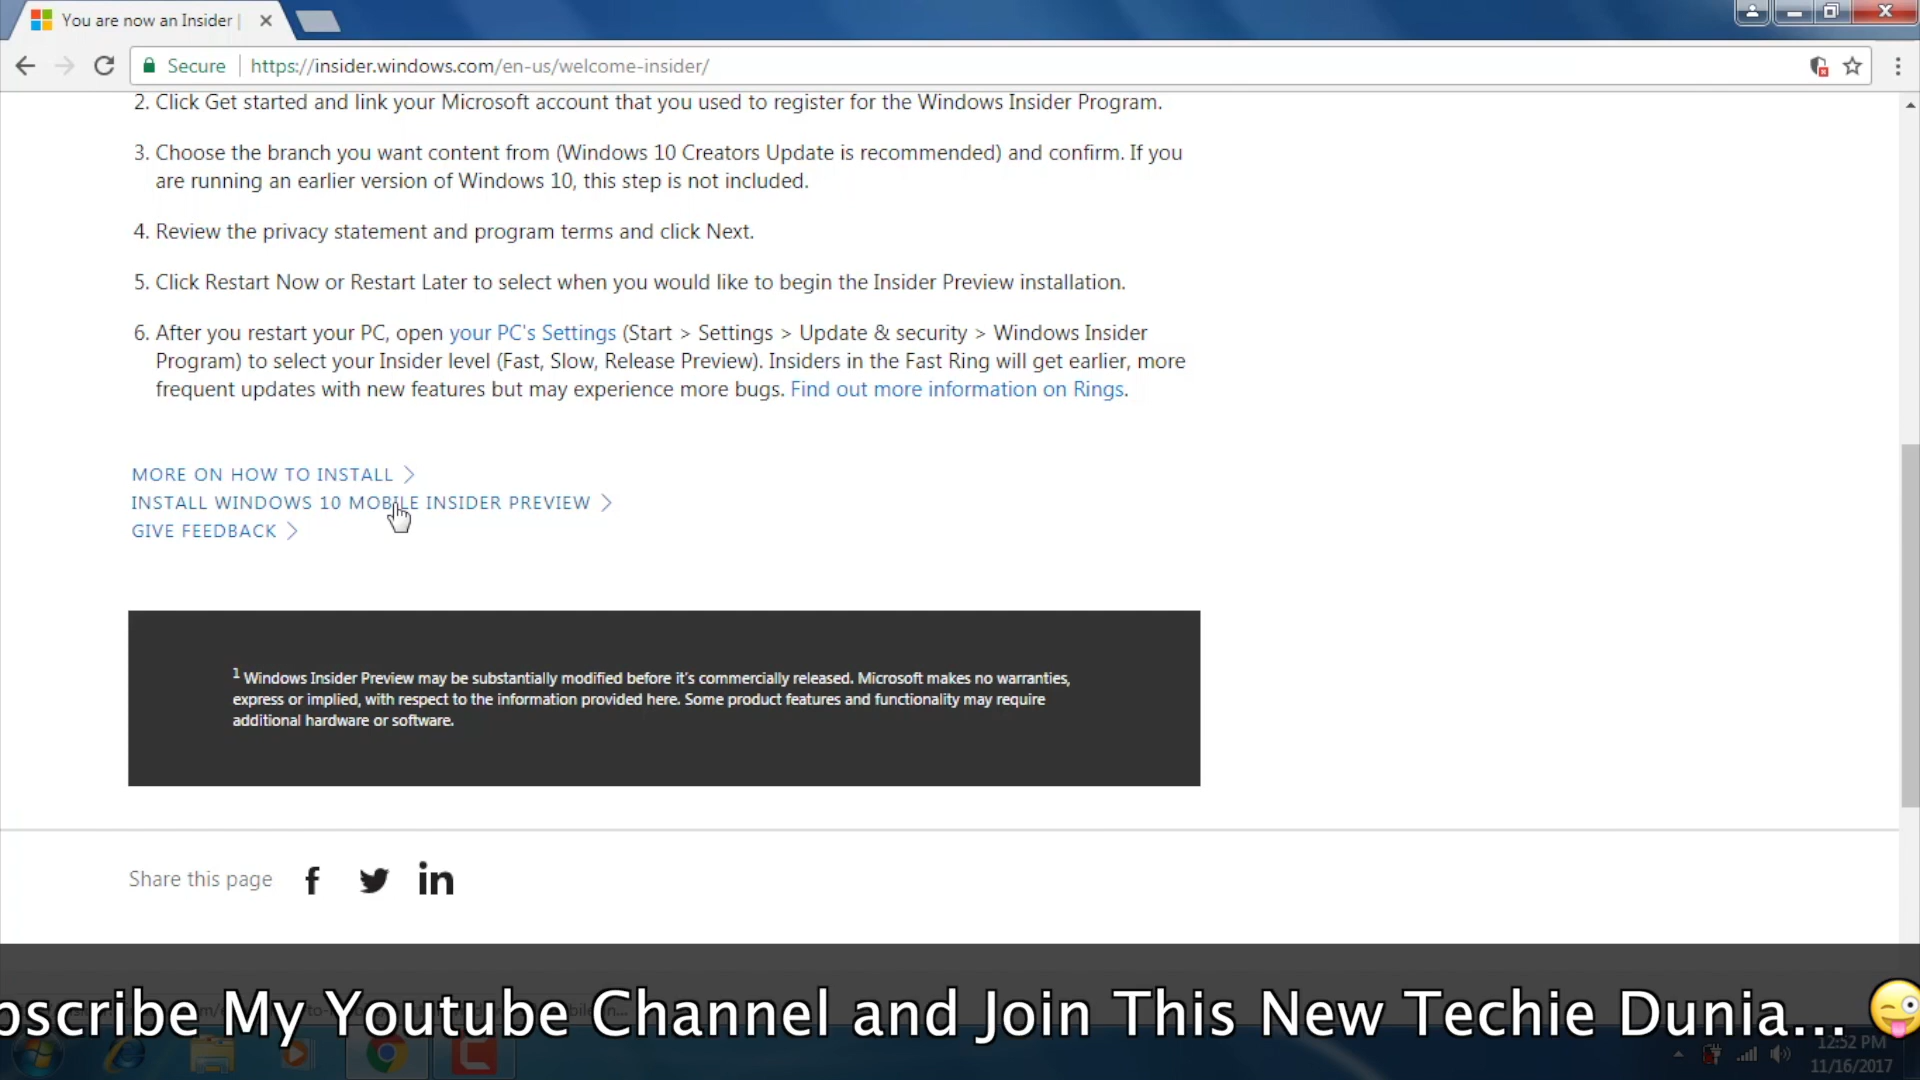 You are now an Insider |
Secure | https://insider.windows.com/en-us/welcome-insider/
2. Click Get started and link your Microsoft account that you used to register for the Windows Insider Program.
3. Choose the branch you want content from (Windows 10 Creators Update is recommended) and confirm. If you
are running an earlier version of Windows 10, this step is not included.
4. Review the privacy statement and program terms and click Next.
5. Click Restart Now or Restart Later to select when you would like to begin the Insider Preview installation.
6. After you restart your PC, open your PC's Settings (Start > Settings > Update & security > Windows Insider
Program) to select your Insider level (Fast, Slow, Release Preview). Insiders in the Fast Ring will get earlier, more
frequent updates with new features but may experience more bugs. Find out more information on Rings.
MORE ON HOW TO INSTALL >
INSTALL WINDOWS 10 MOBILE INSIDER PREVIEW >
GIVE FEEDBACK >
1 Windows Insider Preview may be substantially modified before it's commercially released. Microsoft makes no warranties,
express or implied, with respect to the information provided here. Some product features and functionality may require
additional hardware or software.
Share this page
bscribe My Youtube Channel and Join This New Techie Dunia... 😜
12:52 PM
11/16/2017